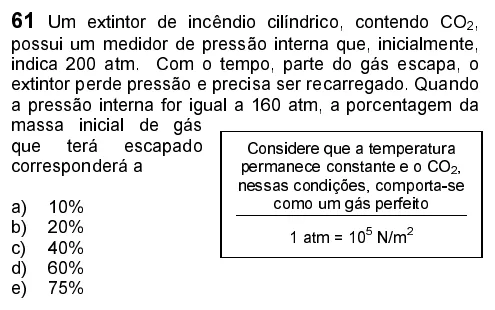 61 Um extintor de incêndio cilíndrico, contendo CO₂,
possui um medidor de pressão interna que, inicialmente,
indica 200 atm. Com o tempo, parte do gás escapa, o
extintor perde pressão e precisa ser recarregado. Quando
a pressão interna for igual a 160 atm, a porcentagem da
massa inicial de gás
que terá escapado
corresponderá a
Considere que a temperatura
permanece constante e o CO₂,
nessas condições, comporta-se
como um gás perfeito
1 atm = 10⁵ N/m²
a) 10%
b) 20%
c) 40%
d) 60%
e) 75%